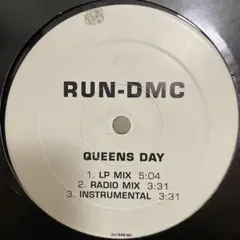 RUN-DMC
QUEENS DAY
1. LP MIX 5:04
2. RADIO MIX 3:31
3. INSTRUMENTAL 3:31